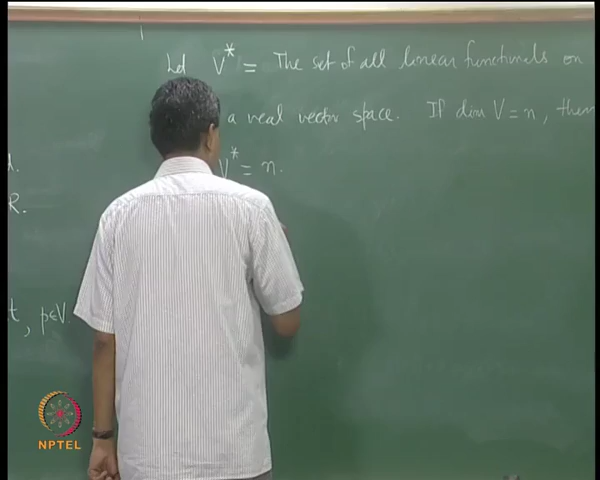 Let V* = The set of all linear functionals on
a real vector space. If dim V = n, then
V* = n.
d.
R.
t, p∈V.
NPTEL